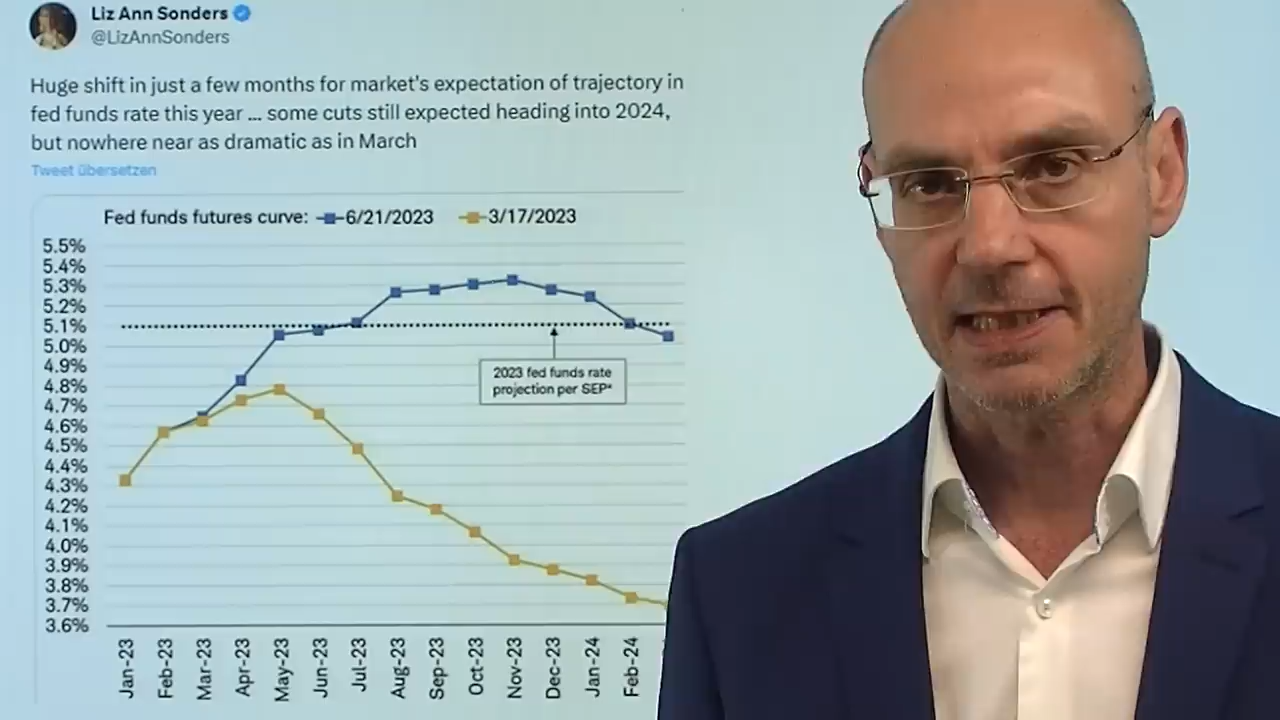 Liz Ann Sonders
@LizAnnSonders
Huge shift in just a few months for market's expectation of trajectory in
fed funds rate this year ... some cuts still expected heading into 2024,
but nowhere near as dramatic as in March
Tweet übersetzen
Fed funds futures curve: 6/21/2023 3/17/2023
5.5%
5.4%
5.3%
5.2%
5.1%
5.0%
4.9%
4.8%
4.7%
4.6%
4.5%
4.4%
4.3%
4.2%
4.1%
4.0%
3.9%
3.8%
3.7%
3.6%
2023 fed funds rate
projection per SEP*
Jan-23
Feb-23
Mar-23
Apr-23
May-23
Jun-23
Jul-23
Aug-23
Sep-23
Oct-23
Nov-23
Dec-23
Jan-24
Feb-24